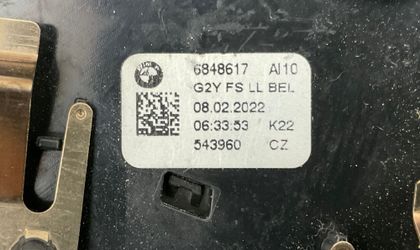 6848617 AI10
G2Y FS LL BEL
08.02.2022
06:33:53 K22
543960 CZ